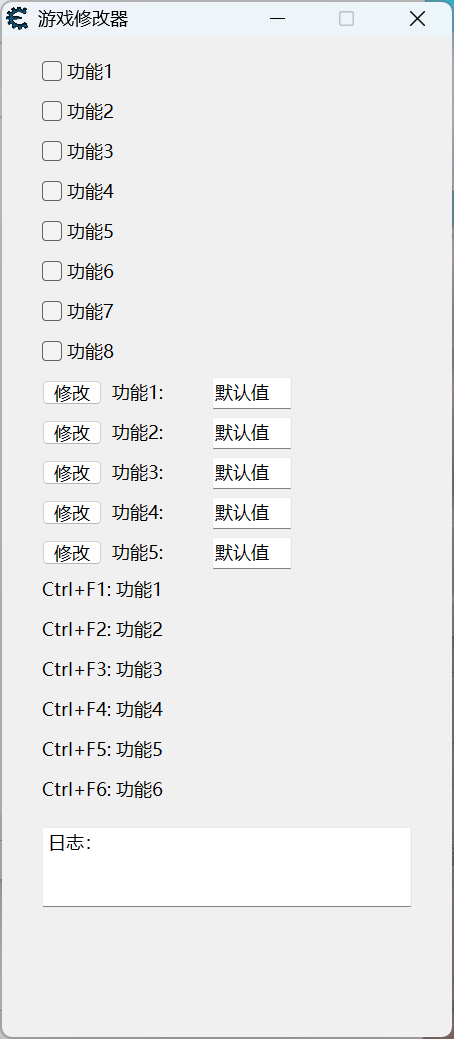 游戏修改器
功能1
功能2
功能3
功能4
功能5
功能6
功能7
功能8
修改 功能1: 默认值
修改 功能2: 默认值
修改 功能3: 默认值
修改 功能4: 默认值
修改 功能5: 默认值
Ctrl+F1: 功能1
Ctrl+F2: 功能2
Ctrl+F3: 功能3
Ctrl+F4: 功能4
Ctrl+F5: 功能5
Ctrl+F6: 功能6
日志：